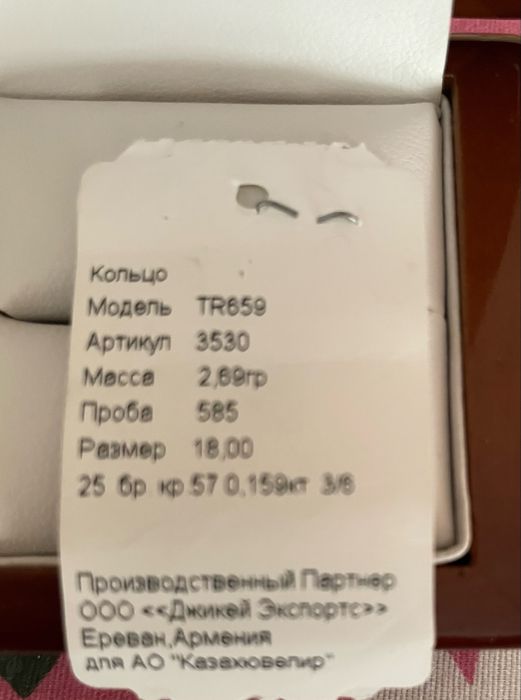 Кольцо
Модель TR659
Артикул 3530
Масса 2,69гр
Проба 585
Размер 18,00
25 бр кр.57 0,159кт 3/6
Производственный Партнер
ООО <<Джикей Экспортс>>
Ереван,Армения
для АО "Казахювелир"